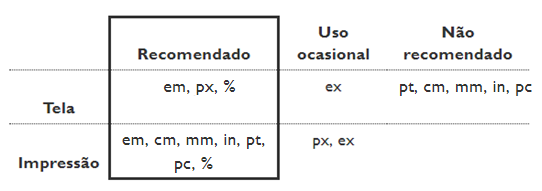 Recomendado Uso ocasional Não recomendado
Tela em, px, % ex pt, cm, mm, in, pc
Impressão em, cm, mm, in, pt, pc, % px, ex